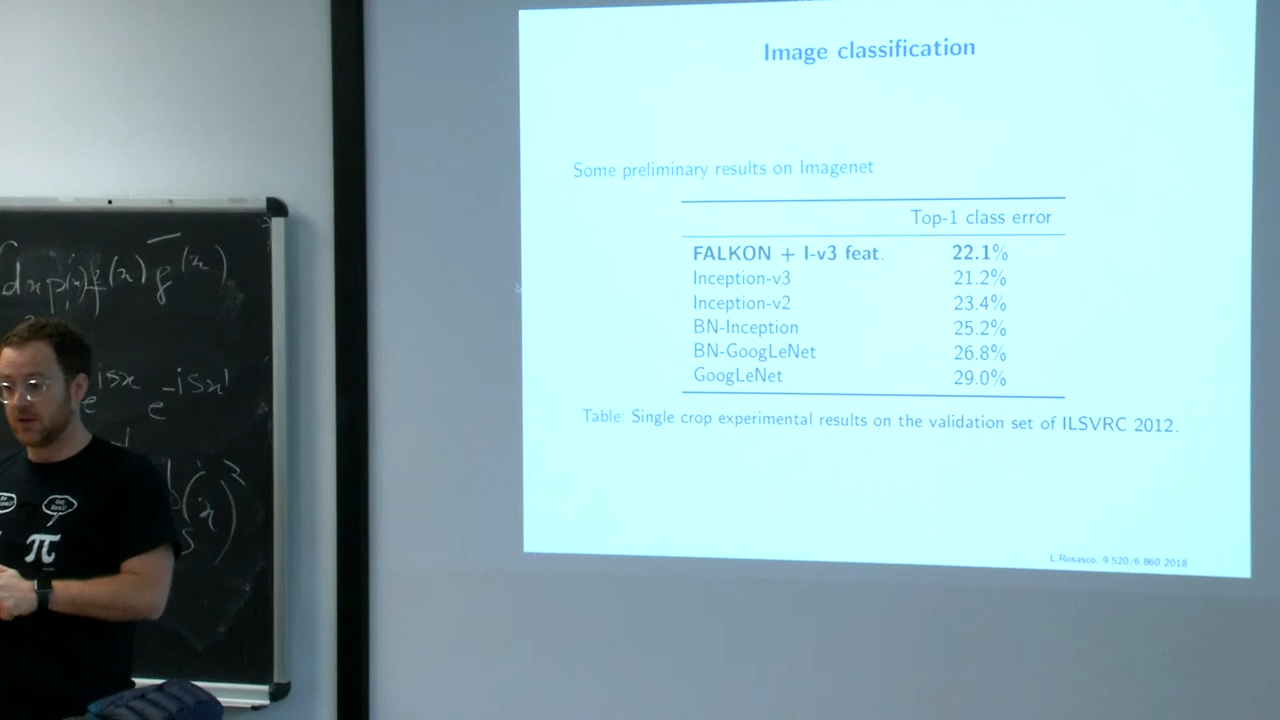 Image classification
Some preliminary results on Imagenet
Top-1 class error
FALKON + I-v3 feat. 22.1%
Inception-v3 21.2%
Inception-v2 23.4%
BN-Inception 25.2%
BN-GoogLeNet 26.8%
GoogLeNet 29.0%
Table: Single crop experimental results on the validation set of ILSVRC 2012.
L.Rosasco, 9.520/6.860 2018
e^isx e^-isx'
π